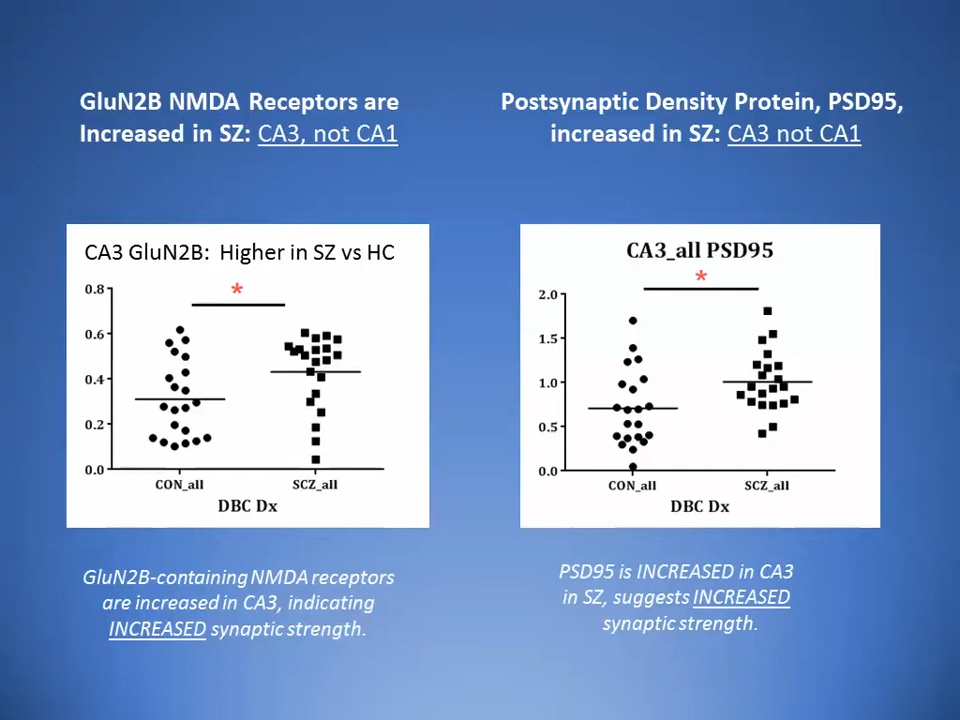 GluN2B NMDA Receptors are
Increased in SZ: CA3, not CA1
Postsynaptic Density Protein, PSD95,
increased in SZ: CA3 not CA1
CA3 GluN2B: Higher in SZ vs HC
*
0.8
0.6
0.4
0.2
0.0
CON_all
SCZ_all
DBC Dx
CA3_all PSD95
*
2.0
1.5
1.0
0.5
0.0
CON_all
SCZ_all
DBC Dx
GluN2B-containing NMDA receptors
are increased in CA3, indicating
INCREASED synaptic strength.
PSD95 is INCREASED in CA3
in SZ, suggests INCREASED
synaptic strength.